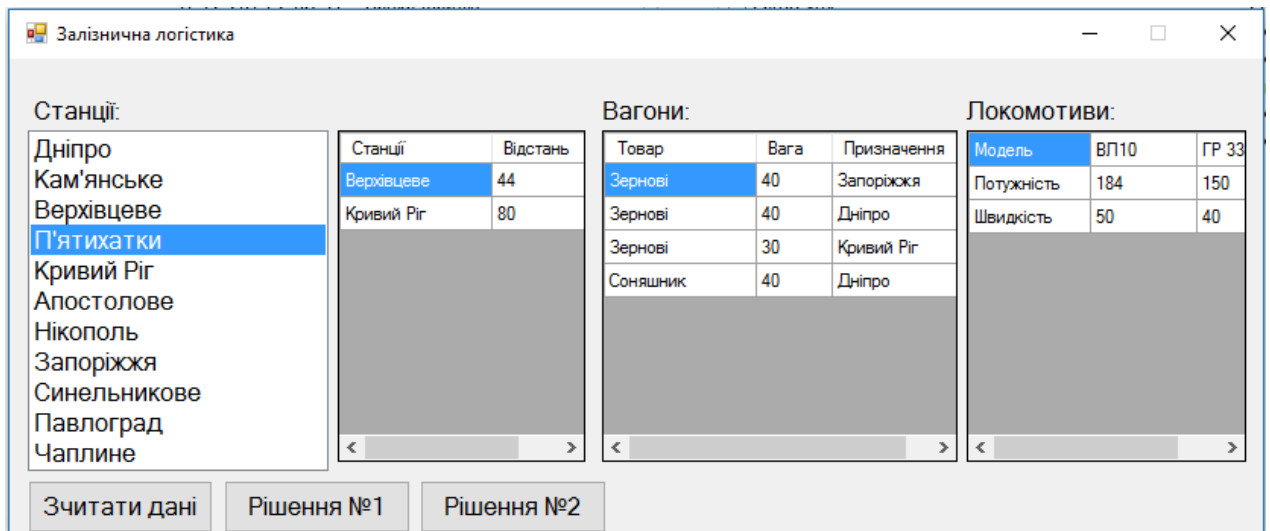 Залізнична логістика
Станції:
Дніпро
Кам'янське
Верхівцеве
П'ятихатки
Кривий Ріг
Апостолове
Нікополь
Запоріжжя
Синельникове
Павлоград
Чаплине
Станції Відстань
Верхівцеве 44
Кривий Ріг 80
Вагони:
Товар Вага Призначення
Зернові 40 Запоріжжя
Зернові 40 Дніпро
Зернові 30 Кривий Ріг
Соняшник 40 Дніпро
Локомотиви:
Модель ВЛ10 ГР 33
Потужність 184 150
Швидкість 50 40
Зчитати дані Рішення №1 Рішення №2